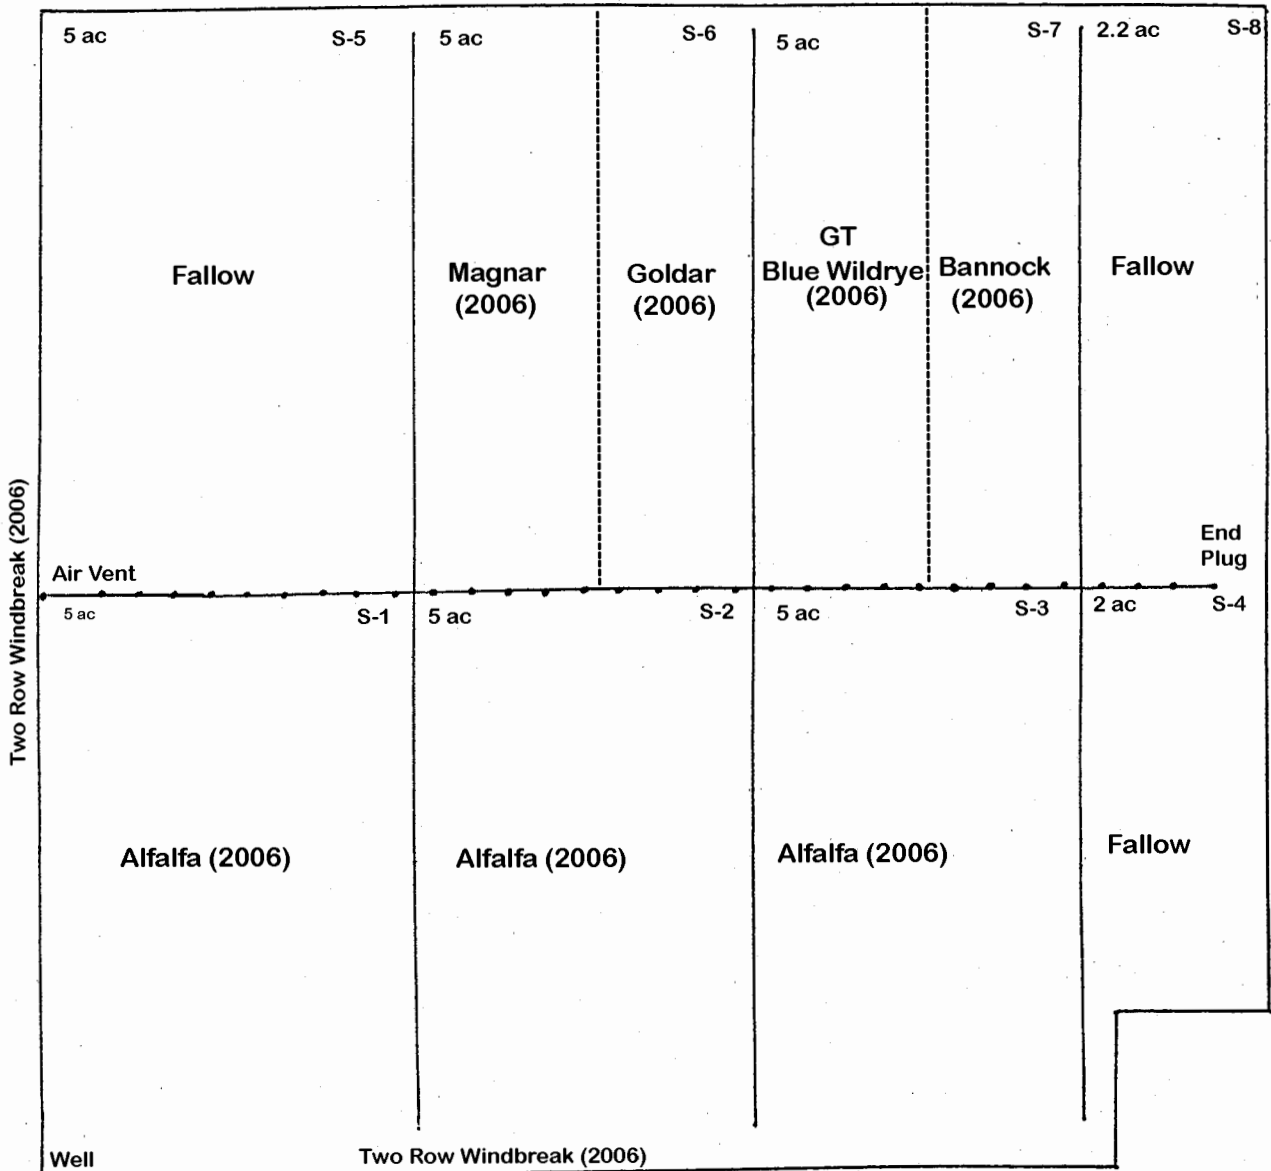 5 ac S-5 5 ac S-6 5 ac S-7 2.2 ac S-8
Fallow
Magnar
(2006)
Goldar
(2006)
GT
Blue Wildrye
(2006)
Bannock
(2006)
Fallow
Two Row Windbreak (2006)
Air Vent
End
Plug
5 ac S-1 5 ac S-2 5 ac S-3 2 ac S-4
Alfalfa (2006)
Alfalfa (2006)
Alfalfa (2006)
Fallow
Well
Two Row Windbreak (2006)